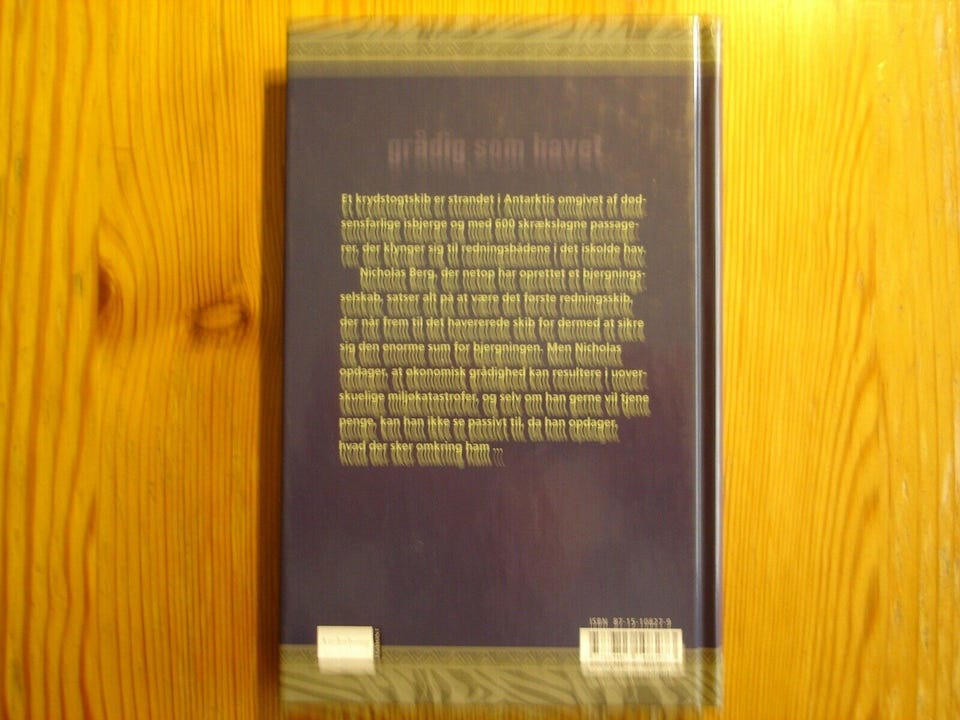 grådig som havet
Et krydstogtskib er strandet i Antarktis omgivet af død-
sensfarlige isbjerge og med 600 skrækslagne passage-
rer, der klynger sig til redningsbådene i det iskolde hav.
Nicholas Berg, der netop har oprettet et bjergnings-
selskab, satser alt på at være det første redningsskib,
der når frem til det havererede skib for dermed at sikre
sig den enorme sum for bjergningen. Men Nicholas
opdager, at økonomisk grådighed kan resultere i uover-
skuelige miljøkatastrofer, og selv om han gerne vil tjene
penge, kan han ikke se passivt til, da han opdager,
hvad der sker omkring ham ...
ISBN 87-15-10827-9